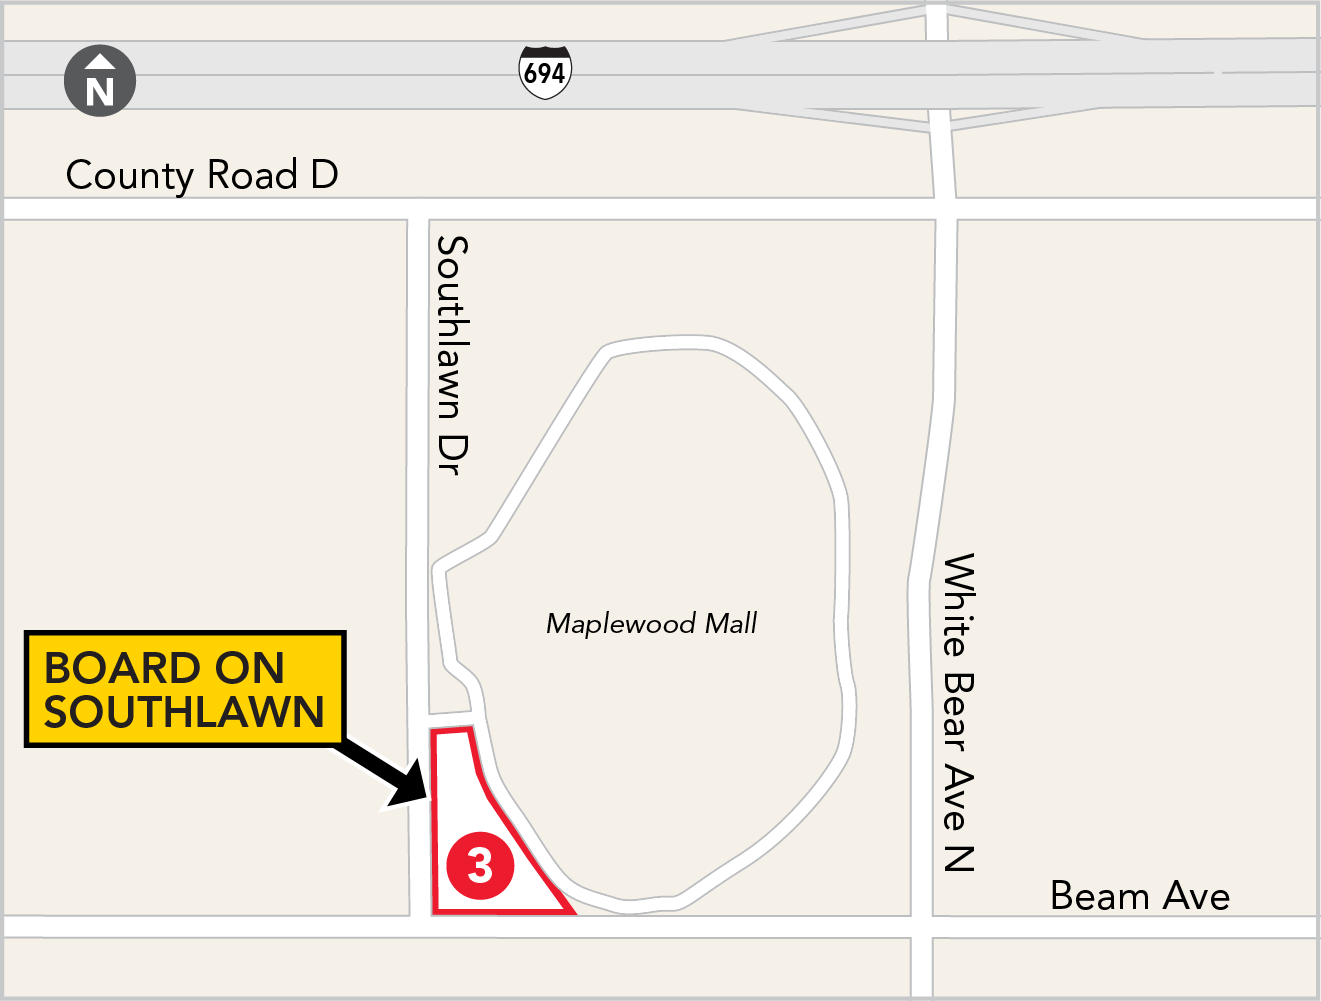 694
N
County Road D
Southlawn Dr
Maplewood Mall
White Bear Ave N
BOARD ON
SOUTHLAWN
3
Beam Ave